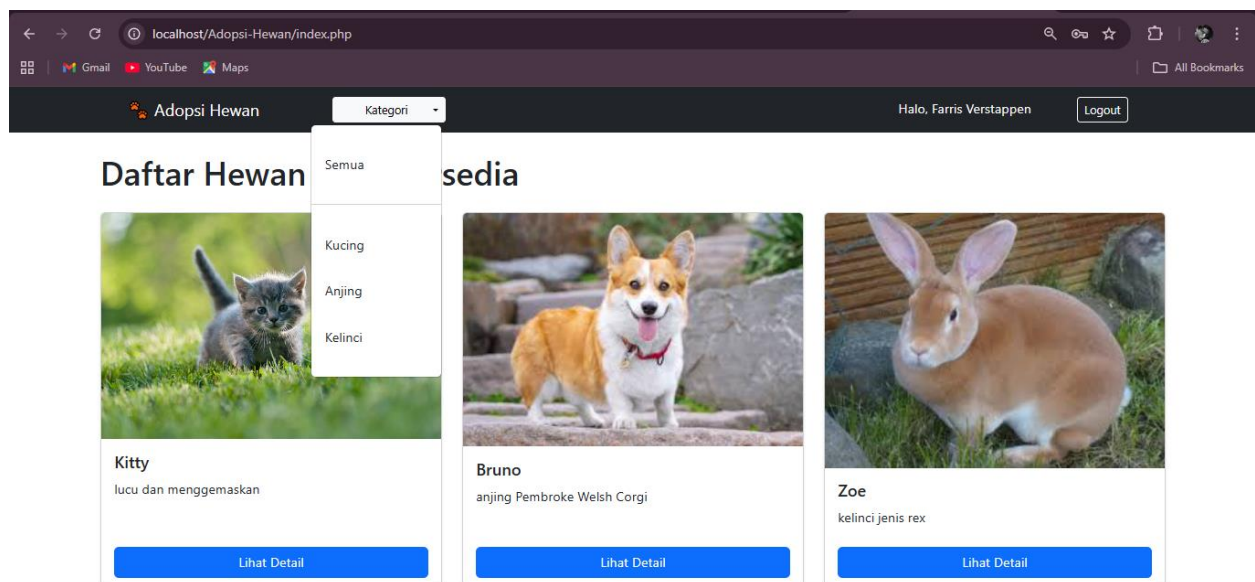 localhost/Adopsi-Hewan/index.php
Gmail YouTube Maps All Bookmarks
Adopsi Hewan Kategori Halo, Farris Verstappen Logout
Daftar Hewan sedia
Semua
Kucing
Anjing
Kelinci
Kitty
lucu dan menggemaskan
Lihat Detail
Bruno
anjing Pembroke Welsh Corgi
Lihat Detail
Zoe
kelinci jenis rex
Lihat Detail